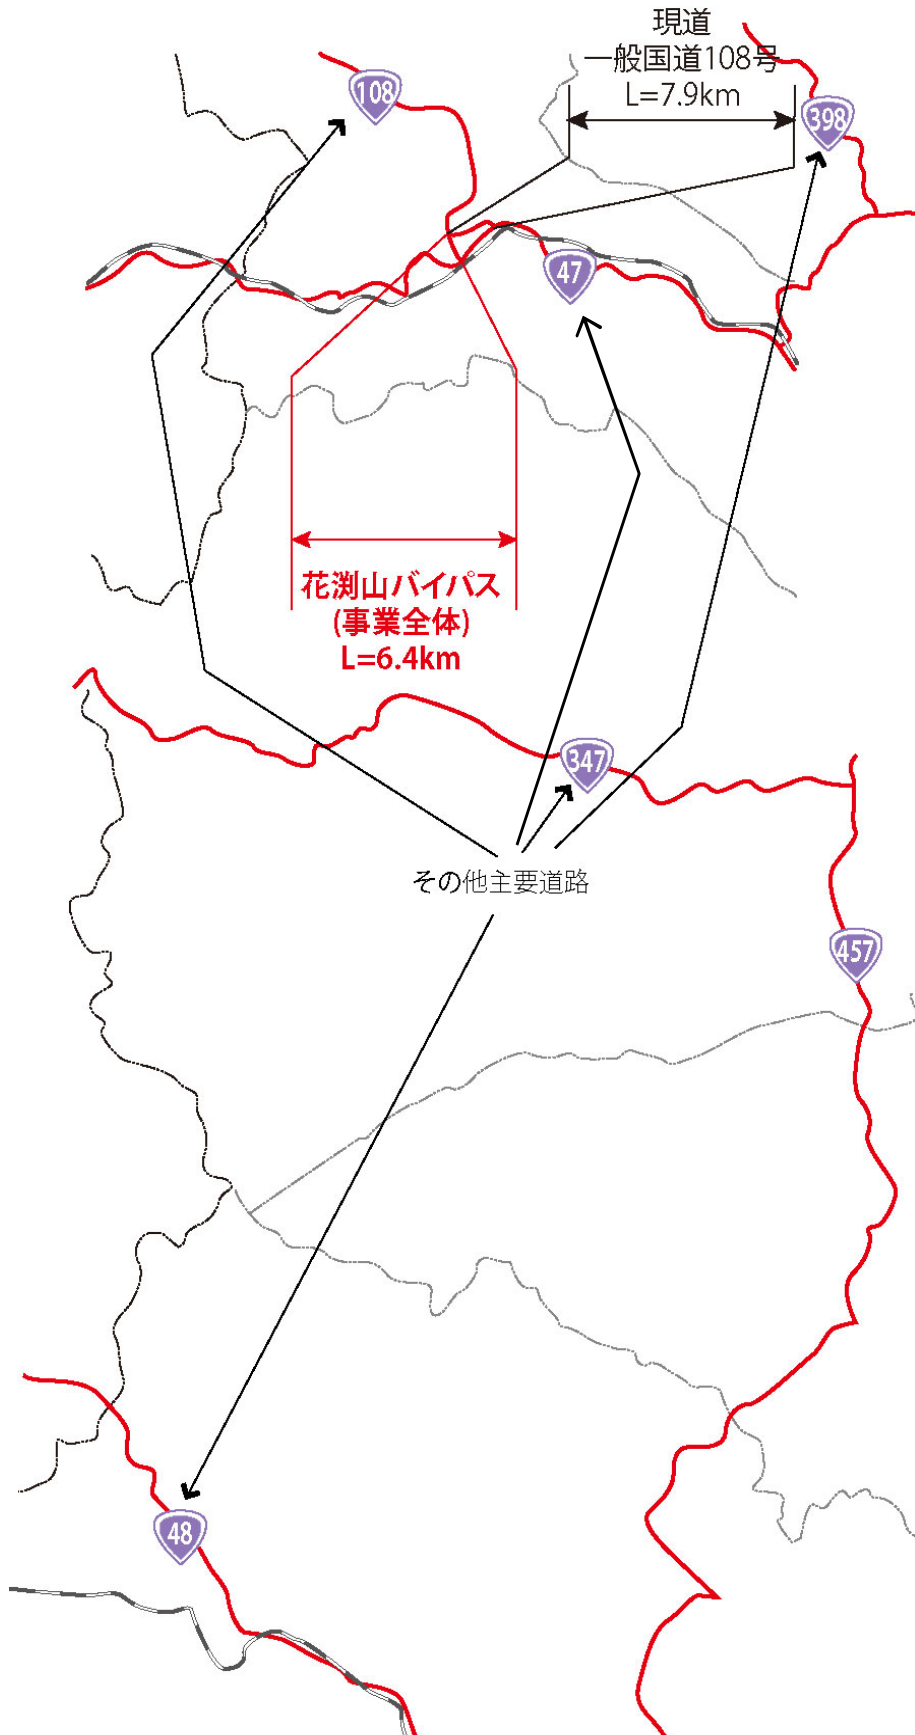 現道
一般国道108号
L=7.9km
108
398
47
花渕山バイパス
(事業全体)
L=6.4km
347
その他主要道路
457
48